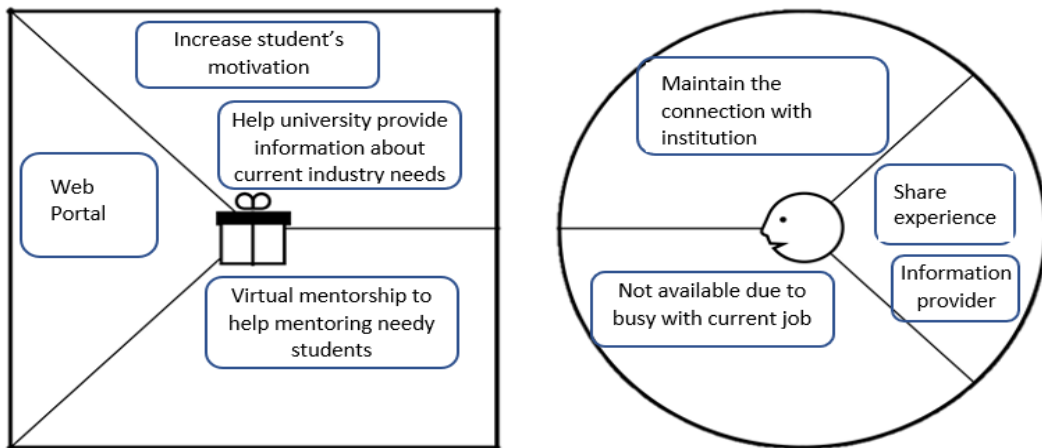 Increase student's
motivation
Help university provide
information about
current industry needs
Web
Portal
Virtual mentorship to
help mentoring needy
students
Maintain the
connection with
institution
Share
experience
Information
provider
Not available due to
busy with current job